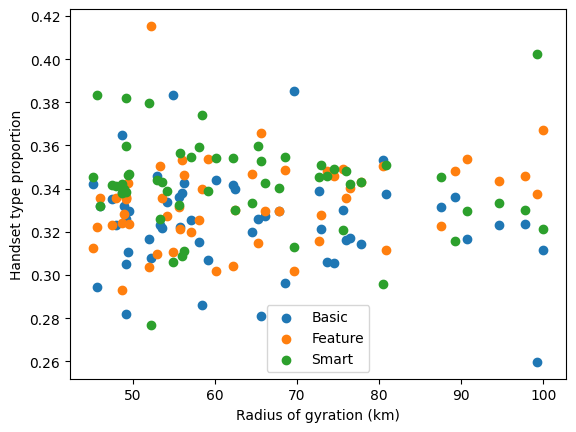 0.42
0.40
0.38
0.36
0.34
0.32
0.30
0.28
0.26
Handset type proportion
Basic
Feature
Smart
50 60 70 80 90 100
Radius of gyration (km)